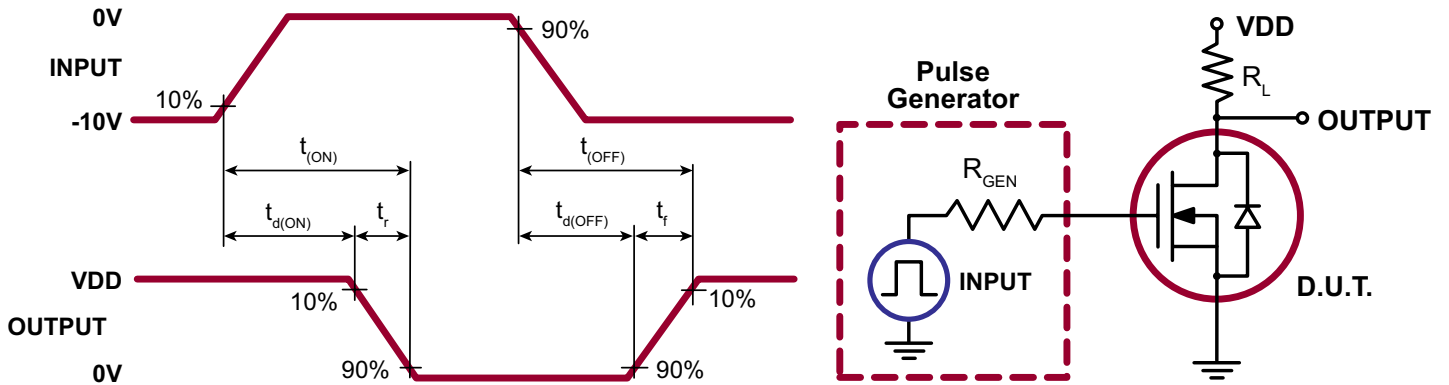 0V
INPUT
-10V
10%
90%
t(ON)
t(OFF)
td(ON)
tr
td(OFF)
tf
VDD
OUTPUT
0V
10%
90%
10%
90%
Pulse
Generator
RGEN
INPUT
VDD
RL
OUTPUT
D.U.T.